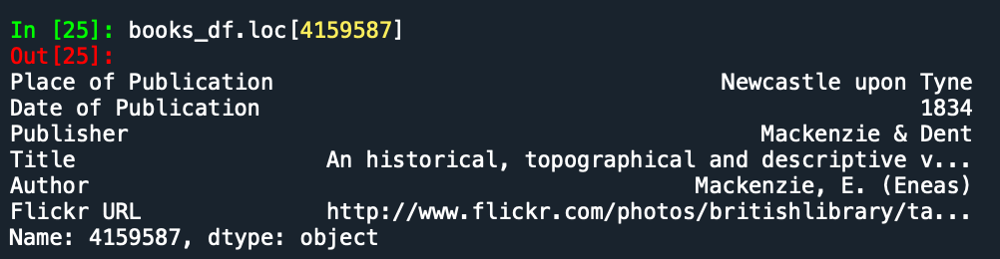 In [25]: books_df.loc[4159587]
Out[25]:
Place of Publication                                  Newcastle upon Tyne
Date of Publication                                                  1834
Publisher                                                Mackenzie & Dent
Title                   An historical, topographical and descriptive v...
Author                                              Mackenzie, E. (Eneas)
Flickr URL              http://www.flickr.com/photos/britishlibrary/ta...
Name: 4159587, dtype: object